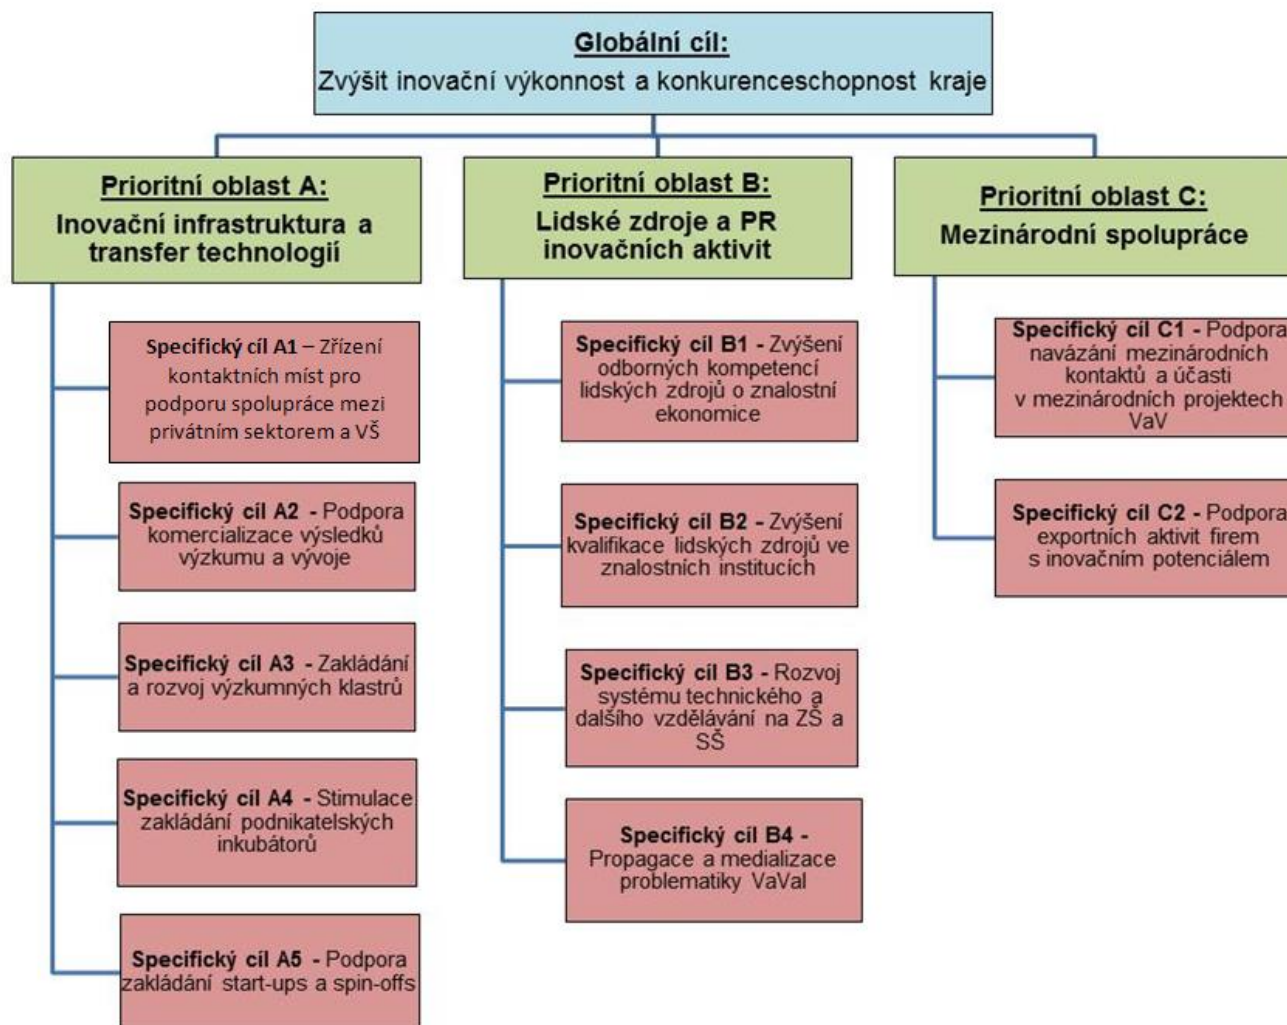 Globální cíl:
Zvýšit inovační výkonnost a konkurenceschopnost kraje
Prioritní oblast A:
Inovační infrastruktura a
transfer technologií
Specifický cíl A1 – Zřízení
kontaktních míst pro
podporu spolupráce mezi
privátním sektorem a VŠ
Specifický cíl A2 - Podpora
komercializace výsledků
výzkumu a vývoje
Specifický cíl A3 - Zakládání
a rozvoj výzkumných klastrů
Specifický cíl A4 - Stimulace
zakládání podnikatelských
inkubátorů
Specifický cíl A5 - Podpora
zakládání start-ups a spin-offs
Prioritní oblast B:
Lidské zdroje a PR
inovačních aktivit
Specifický cíl B1 - Zvýšení
odborných kompetencí
lidských zdrojů o znalostní
ekonomice
Specifický cíl B2 - Zvýšení
kvalifikace lidských zdrojů ve
znalostních institucích
Specifický cíl B3 - Rozvoj
systému technického a
dalšího vzdělávání na ZŠ a
SŠ
Specifický cíl B4 -
Propagace a medializace
problematiky VaVaI
Prioritní oblast C:
Mezinárodní spolupráce
Specifický cíl C1 - Podpora
navázání mezinárodních
kontaktů a účasti
v mezinárodních projektech
VaV
Specifický cíl C2 - Podpora
exportních aktivit firem
s inovačním potenciálem